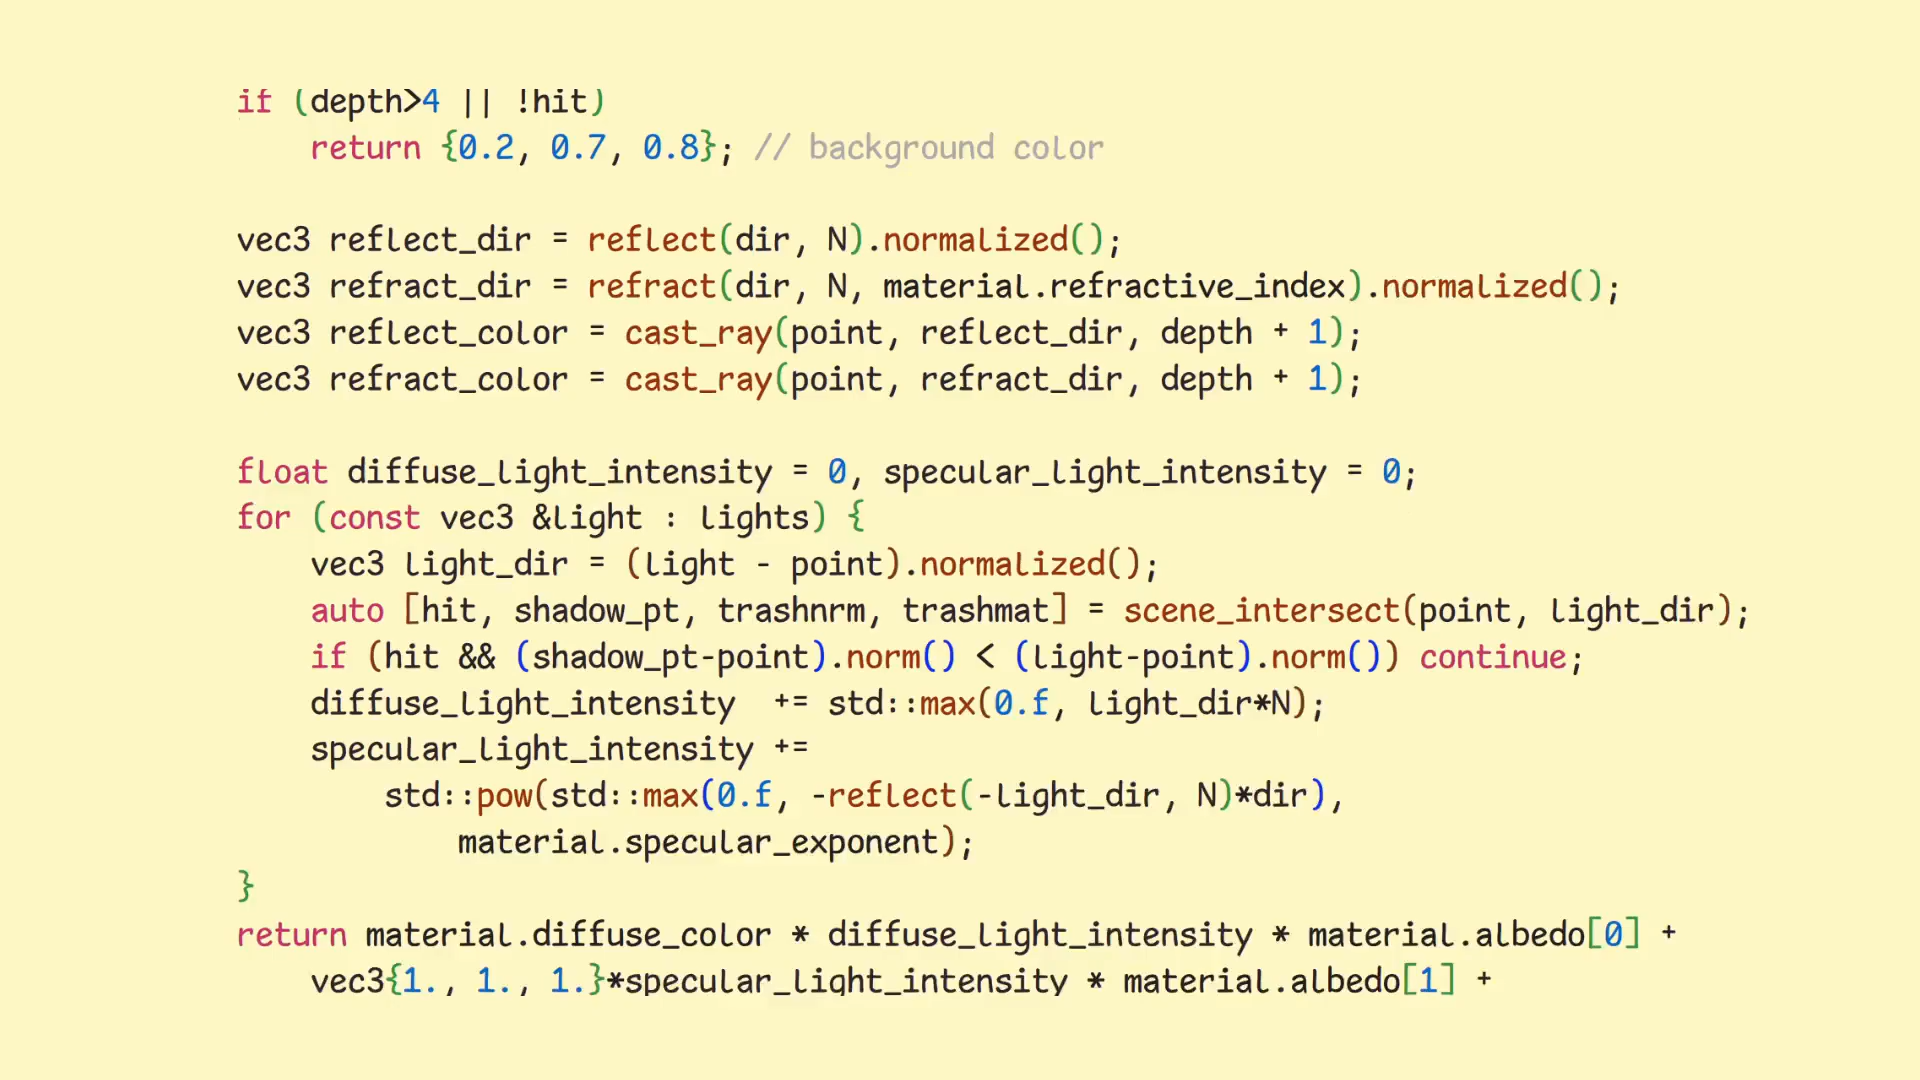 if (depth>4 || !hit)
    return {0.2, 0.7, 0.8}; // background color

vec3 reflect_dir = reflect(dir, N).normalized();
vec3 refract_dir = refract(dir, N, material.refractive_index).normalized();
vec3 reflect_color = cast_ray(point, reflect_dir, depth + 1);
vec3 refract_color = cast_ray(point, refract_dir, depth + 1);

float diffuse_light_intensity = 0, specular_light_intensity = 0;
for (const vec3 &light : lights) {
    vec3 light_dir = (light - point).normalized();
    auto [hit, shadow_pt, trashnrm, trashmat] = scene_intersect(point, light_dir);
    if (hit && (shadow_pt-point).norm() < (light-point).norm()) continue;
    diffuse_light_intensity  += std::max(0.f, light_dir*N);
    specular_light_intensity +=
        std::pow(std::max(0.f, -reflect(-light_dir, N)*dir),
            material.specular_exponent);
}
return material.diffuse_color * diffuse_light_intensity * material.albedo[0] +
    vec3{1., 1., 1.}*specular_light_intensity * material.albedo[1] +